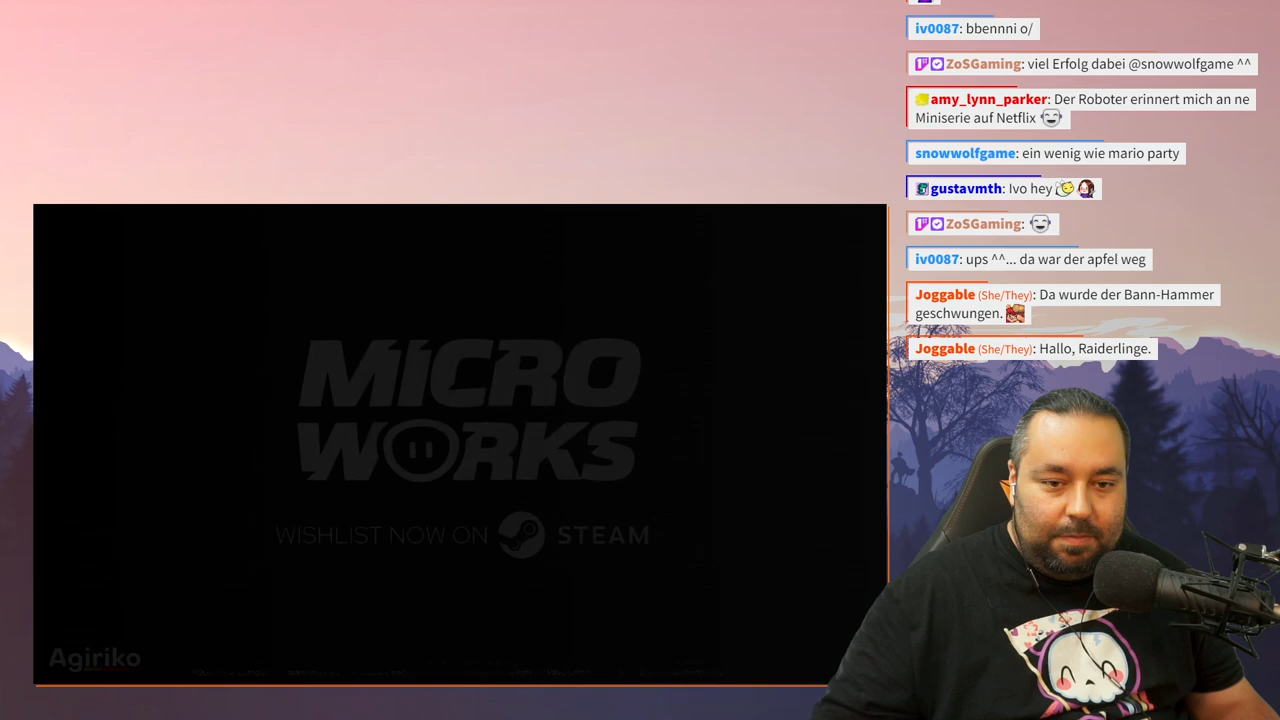 iv0087: bbennni o/
ZoSGaming: viel Erfolg dabei @snowwolfgame ^^
amy_lynn_parker: Der Roboter erinnert mich an ne
Miniserie auf Netflix
snowwolfgame: ein wenig wie mario party
gustavmth: Ivo hey
ZoSGaming:
iv0087: ups ^^... da war der apfel weg
Joggable (She/They): Da wurde der Bann-Hammer
geschwungen.
Joggable (She/They): Hallo, Raiderlinge.
MICRO
WORKS
WISHLIST NOW ON STEAM
Agiriko